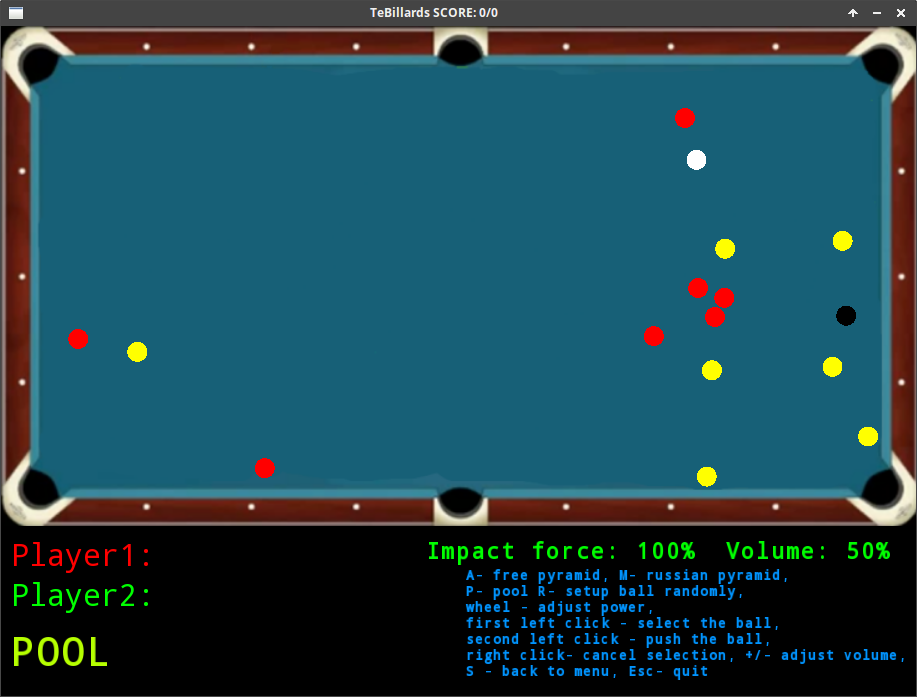 TeBillards SCORE: 0/0
Player1:
Player2:
POOL
Impact force: 100% Volume: 50%
A- free pyramid, M- russian pyramid,
P- pool R- setup ball randomly,
wheel - adjust power,
first left click - select the ball,
second left click - push the ball,
right click- cancel selection, +/- adjust volume,
S - back to menu, Esc- quit